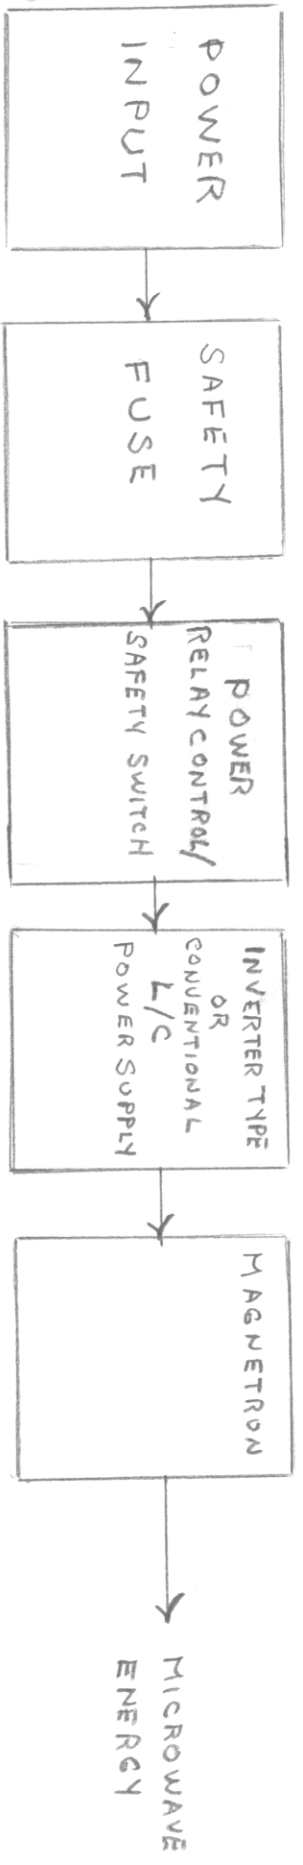 POWER
INPUT
SAFETY
FUSE
POWER
RELAY CONTROL/
SAFETY SWITCH
INVERTER TYPE
OR
CONVENTIONAL
L/C
POWER SUPPLY
MAGNETRON
MICROWAVE
ENERGY